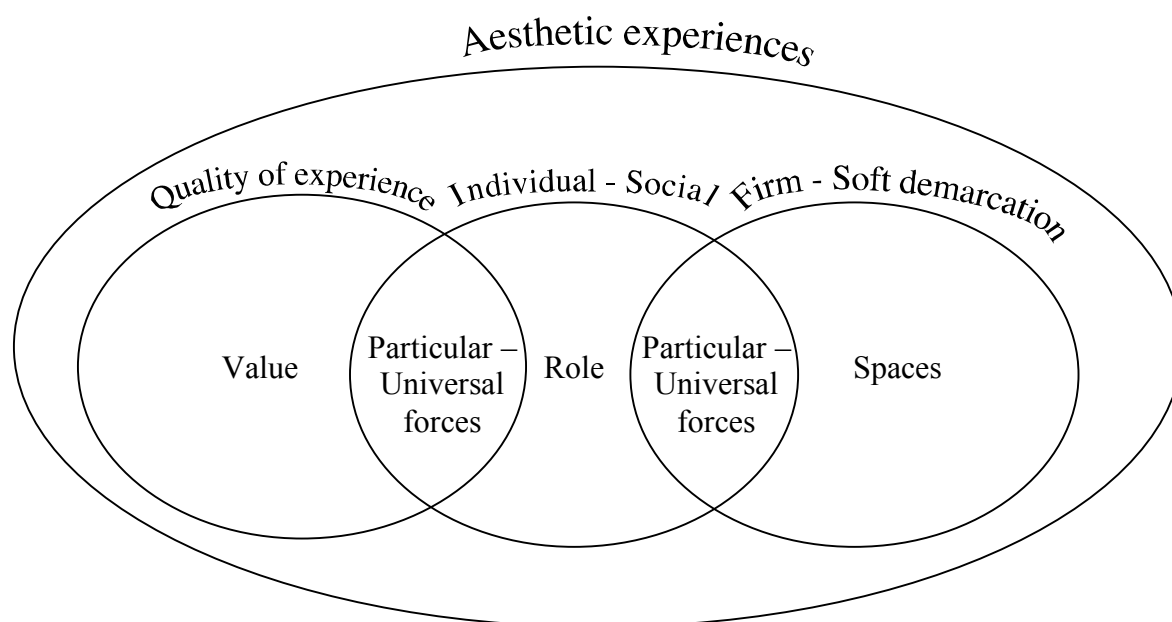 Aesthetic experiences
Quality of experience
Individual - Social
Firm - Soft demarcation
Value
Particular –
Universal
forces
Role
Particular –
Universal
forces
Spaces